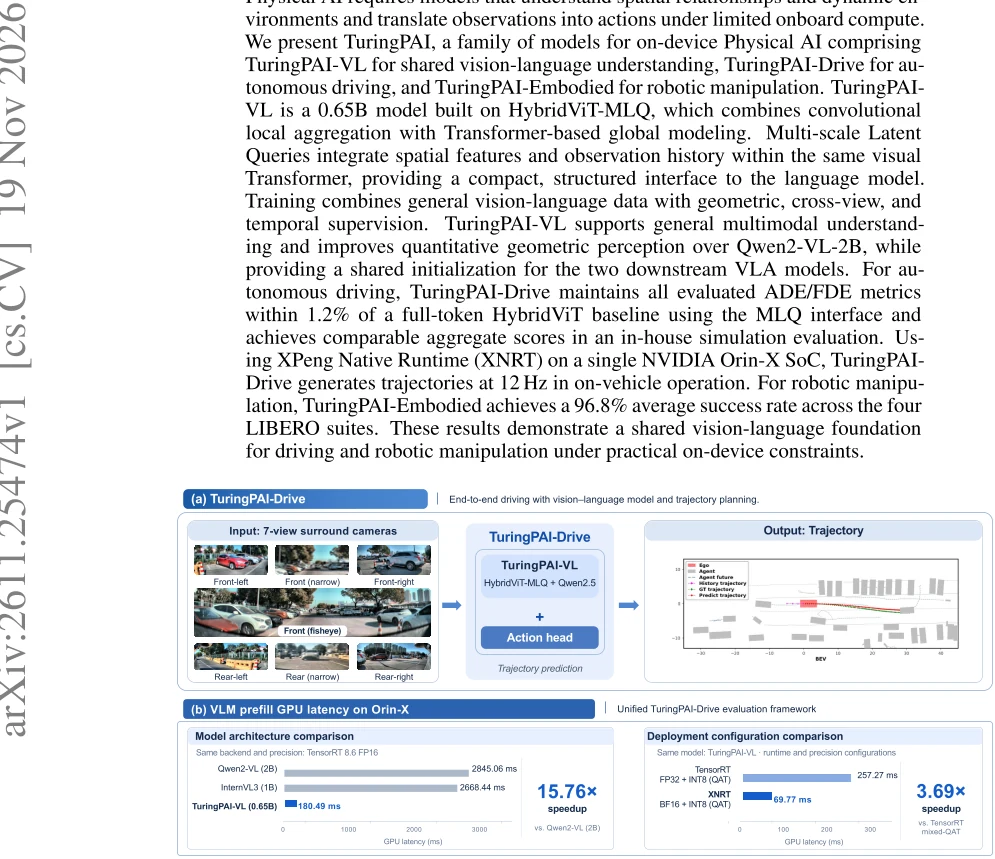 Physical AI requires models that understand spatial relationships and dynamic en-
vironments and translate observations into actions under limited onboard compute.
We present TuringPAI, a family of models for on-device Physical AI comprising
TuringPAI-VL for shared vision-language understanding, TuringPAI-Drive for au-
tonomous driving, and TuringPAI-Embodied for robotic manipulation. TuringPAI-
VL is a 0.65B model built on HybridViT-MLQ, which combines convolutional
local aggregation with Transformer-based global modeling. Multi-scale Latent
Queries integrate spatial features and observation history within the same visual
Transformer, providing a compact, structured interface to the language model.
Training combines general vision-language data with geometric, cross-view, and
temporal supervision. TuringPAI-VL supports general multimodal understand-
ing and improves quantitative geometric perception over Qwen2-VL-2B, while
providing a shared initialization for the two downstream VLA models. For au-
tonomous driving, TuringPAI-Drive maintains all evaluated ADE/FDE metrics
within 1.2% of a full-token HybridViT baseline using the MLQ interface and
achieves comparable aggregate scores in an in-house simulation evaluation. Us-
ing XPeng Native Runtime (XNRT) on a single NVIDIA Orin-X SoC, TuringPAI-
Drive generates trajectories at 12 Hz in on-vehicle operation. For robotic manipu-
lation, TuringPAI-Embodied achieves a 96.8% average success rate across the four
LIBERO suites. These results demonstrate a shared vision-language foundation
for driving and robotic manipulation under practical on-device constraints.
arXiv:2611.25474v1 [cs.CV] 19 Nov 2026
(a) TuringPAI-Drive
End-to-end driving with vision–language model and trajectory planning.
Input: 7-view surround cameras
Front-left
Front (narrow)
Front-right
Front (fisheye)
Rear-left
Rear (narrow)
Rear-right
TuringPAI-Drive
TuringPAI-VL
HybridViT-MLQ + Qwen2.5
+
Action head
Trajectory prediction
Output: Trajectory
Ego
Agent
Agent future
History trajectory
GT trajectory
Predict trajectory
10
0
−10
−30 −20 −10 0 10 20 30 40
BEV
(b) VLM prefill GPU latency on Orin-X
Unified TuringPAI-Drive evaluation framework
Model architecture comparison
Same backend and precision: TensorRT 8.6 FP16
Qwen2-VL (2B)
2845.06 ms
InternVL3 (1B)
2668.44 ms
TuringPAI-VL (0.65B)
180.49 ms
0 1000 2000 3000
GPU latency (ms)
15.76×
speedup
vs. Qwen2-VL (2B)
Deployment configuration comparison
Same model: TuringPAI-VL · runtime and precision configurations
TensorRT
FP32 + INT8 (QAT)
257.27 ms
XNRT
BF16 + INT8 (QAT)
69.77 ms
0 100 200 300
GPU latency (ms)
3.69×
speedup
vs. TensorRT
mixed-QAT